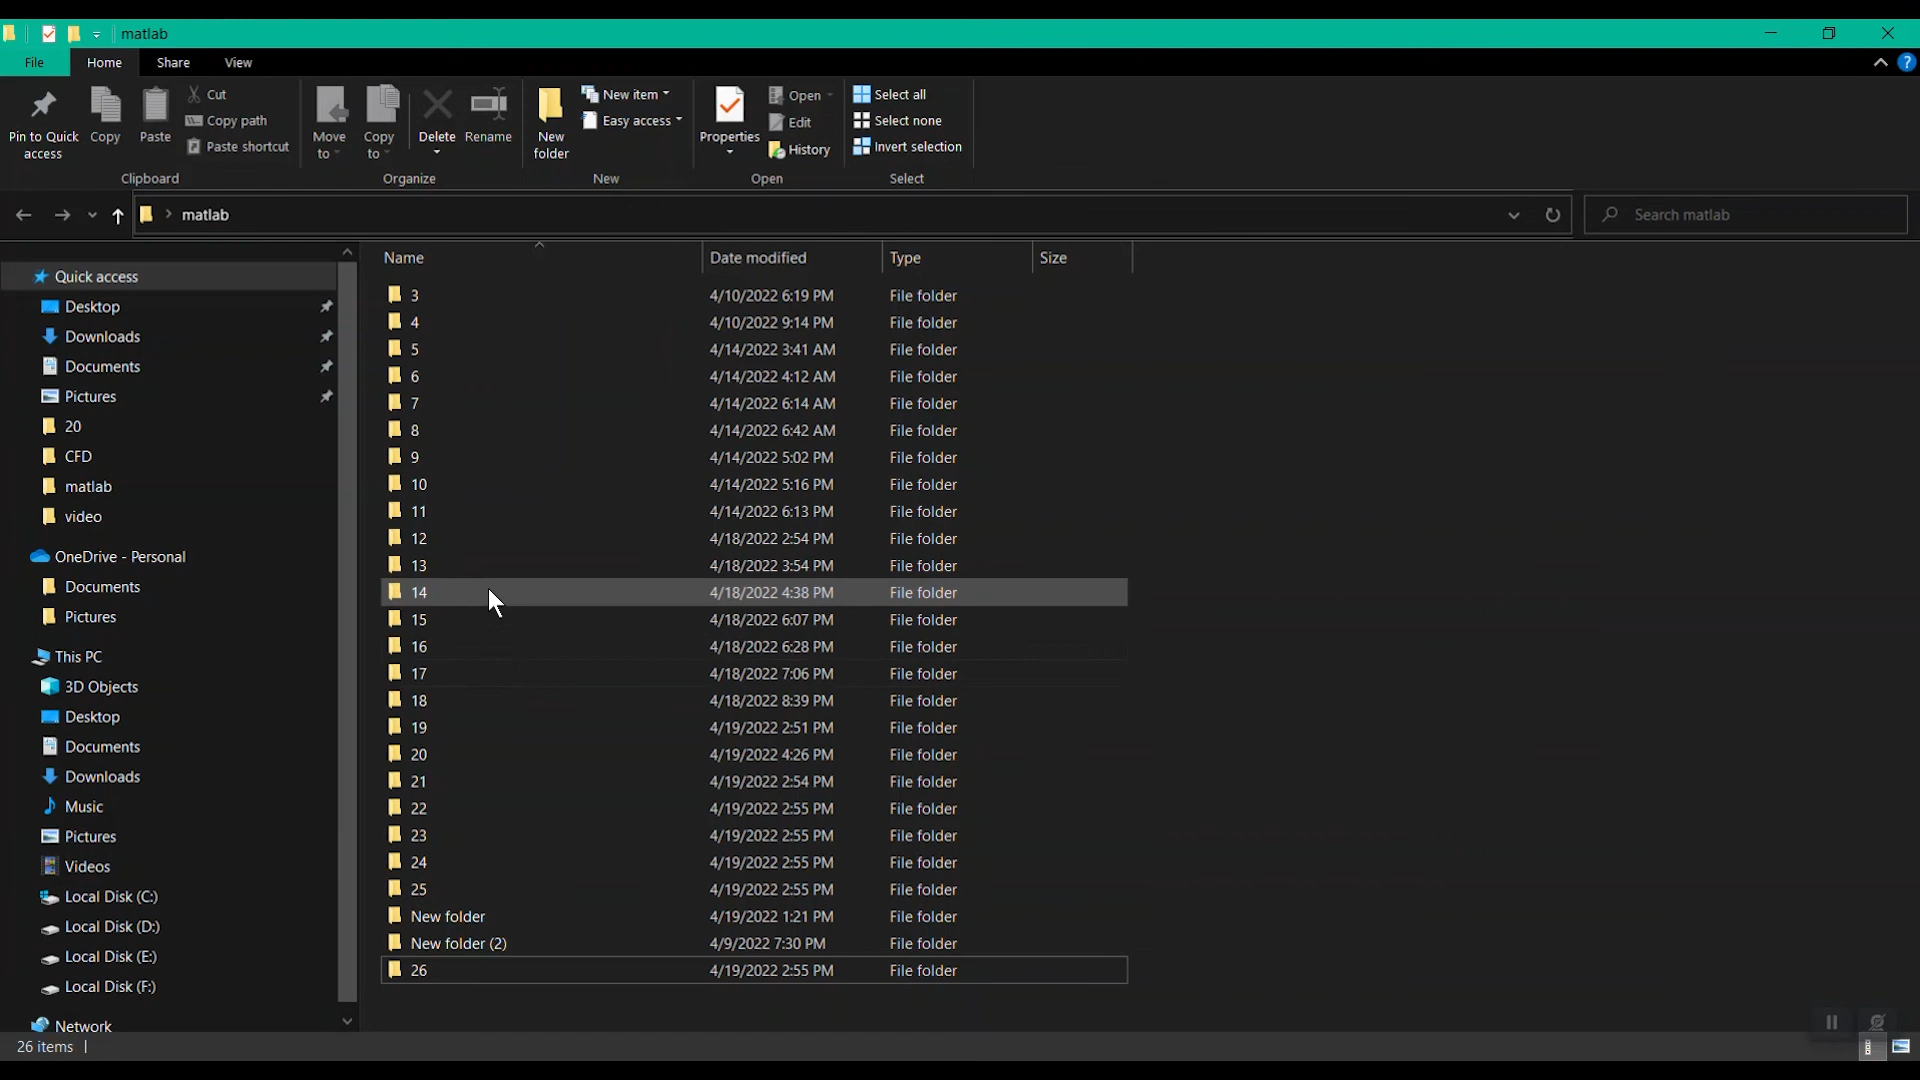 matlab
File Home Share View
Pin to Quick access Copy Paste Cut Copy path Paste shortcut Move to Copy to Delete Rename New folder New item Easy access Properties Open Edit History Select all Select none Invert selection
Clipboard Organize New Open Select
matlab Search matlab
Quick access
Desktop
Downloads
Documents
Pictures
20
CFD
matlab
video
OneDrive - Personal
Documents
Pictures
This PC
3D Objects
Desktop
Documents
Downloads
Music
Pictures
Videos
Local Disk (C:)
Local Disk (D:)
Local Disk (E:)
Local Disk (F:)
Network
Name Date modified Type Size
3 4/10/2022 6:19 PM File folder
4 4/10/2022 9:14 PM File folder
5 4/14/2022 3:41 AM File folder
6 4/14/2022 4:12 AM File folder
7 4/14/2022 6:14 AM File folder
8 4/14/2022 6:42 AM File folder
9 4/14/2022 5:02 PM File folder
10 4/14/2022 5:16 PM File folder
11 4/14/2022 6:13 PM File folder
12 4/18/2022 2:54 PM File folder
13 4/18/2022 3:54 PM File folder
14 4/18/2022 4:38 PM File folder
15 4/18/2022 6:07 PM File folder
16 4/18/2022 6:28 PM File folder
17 4/18/2022 7:06 PM File folder
18 4/18/2022 8:39 PM File folder
19 4/19/2022 2:51 PM File folder
20 4/19/2022 4:26 PM File folder
21 4/19/2022 2:54 PM File folder
22 4/19/2022 2:55 PM File folder
23 4/19/2022 2:55 PM File folder
24 4/19/2022 2:55 PM File folder
25 4/19/2022 2:55 PM File folder
New folder 4/19/2022 1:21 PM File folder
New folder (2) 4/9/2022 7:30 PM File folder
26 4/19/2022 2:55 PM File folder
26 items